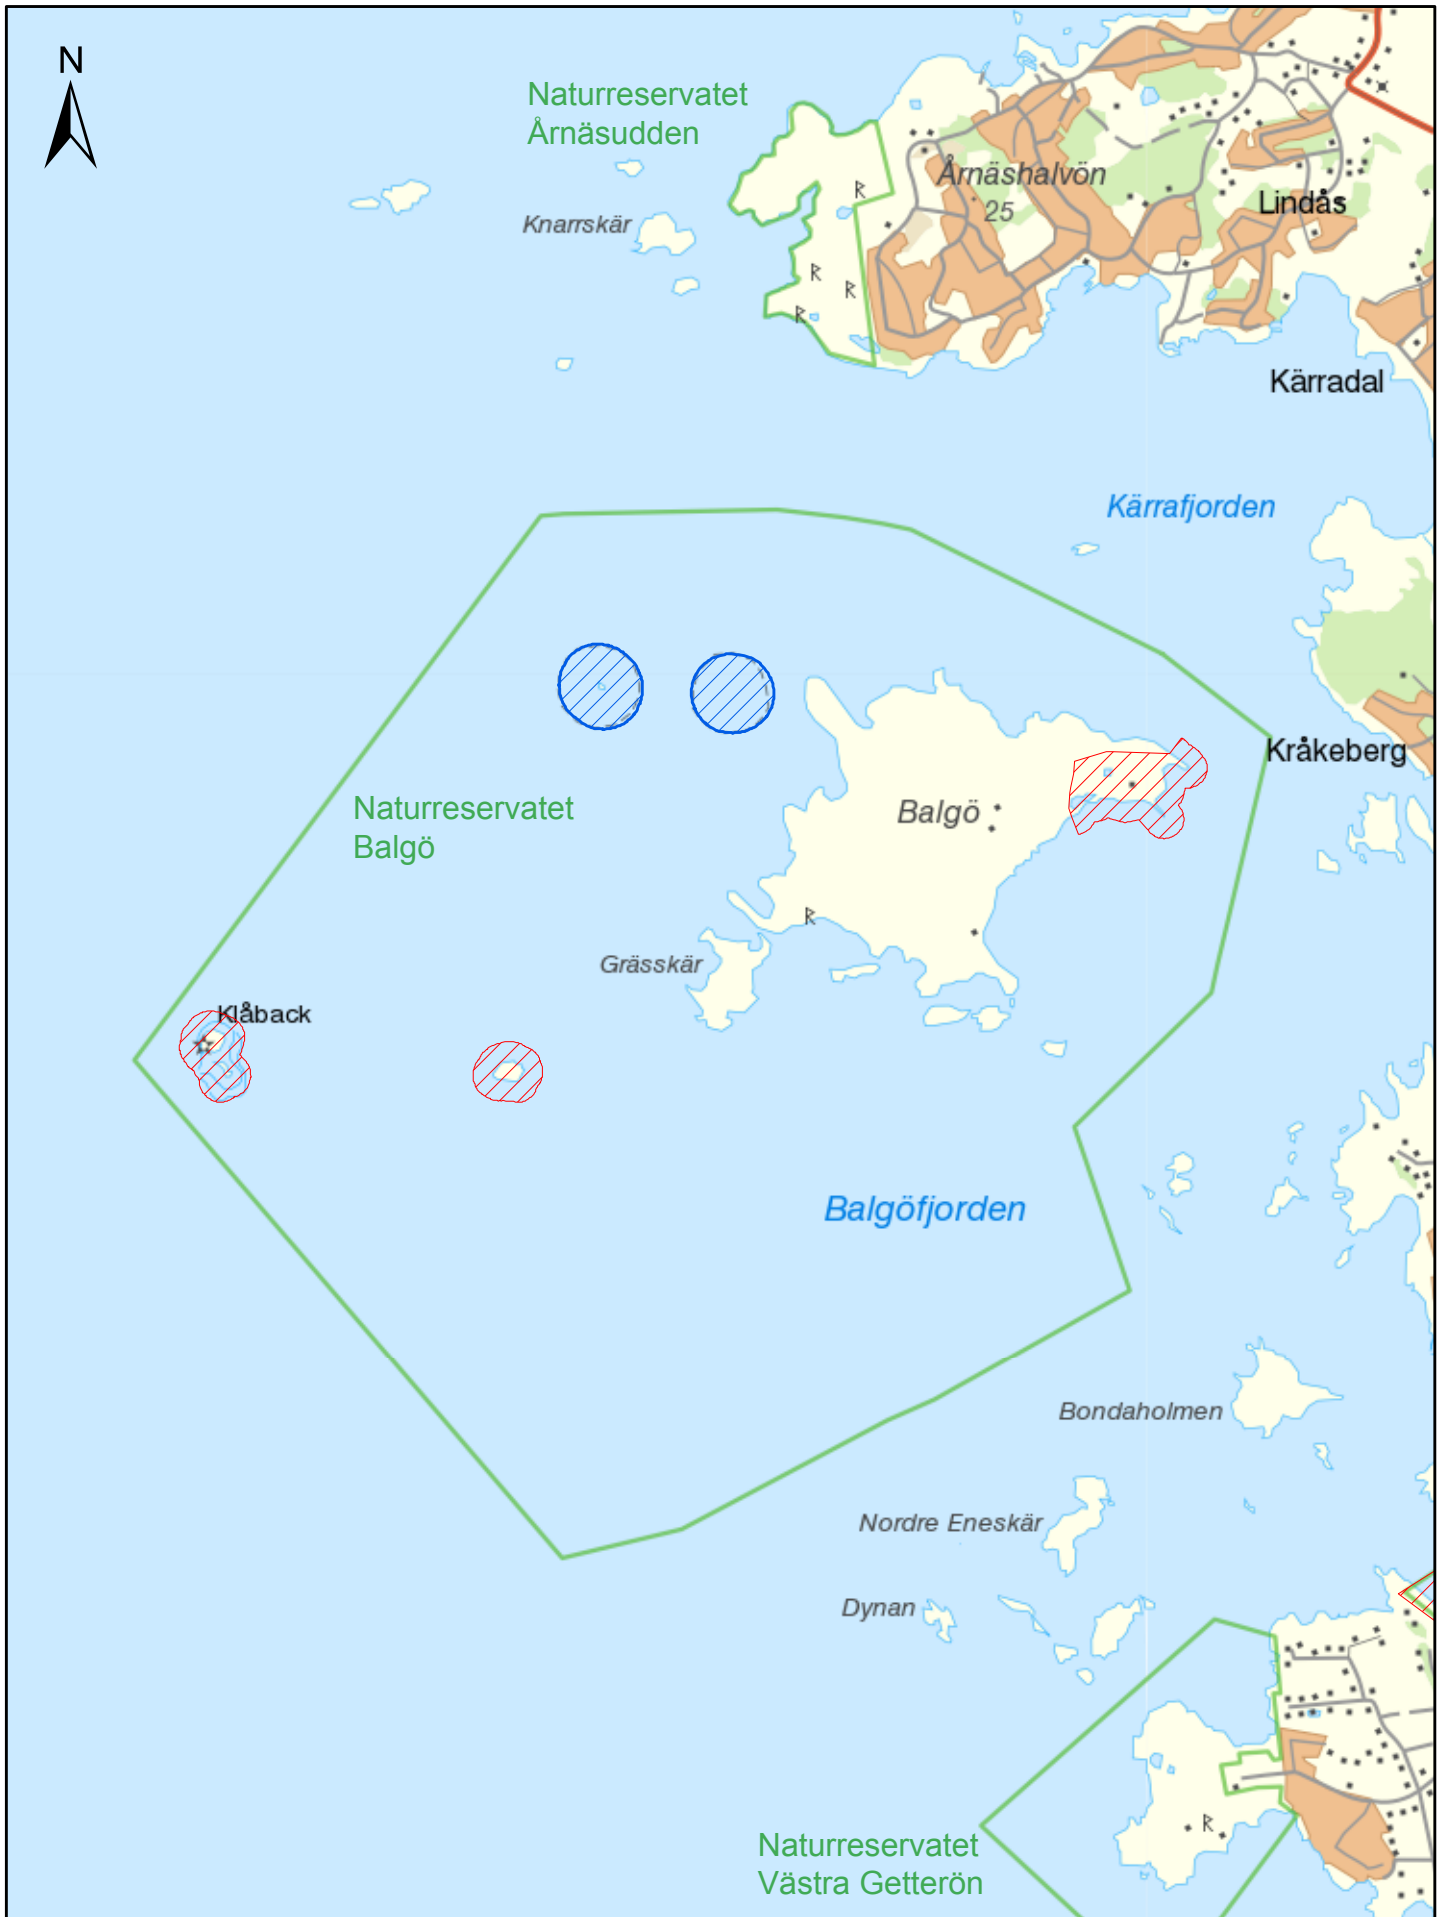 N
Naturreservatet
Årnäsudden
Årnäshalvön
25
Lindås
Knarrskär
R
R
R
R
Kärradal
Kärrafjorden
Kråkeberg
Naturreservatet
Balgö
Balgö
R
Grässkär
Klåback
Balgöfjorden
Bondaholmen
Nordre Eneskär
Dynan
R
Naturreservatet
Västra Getterön